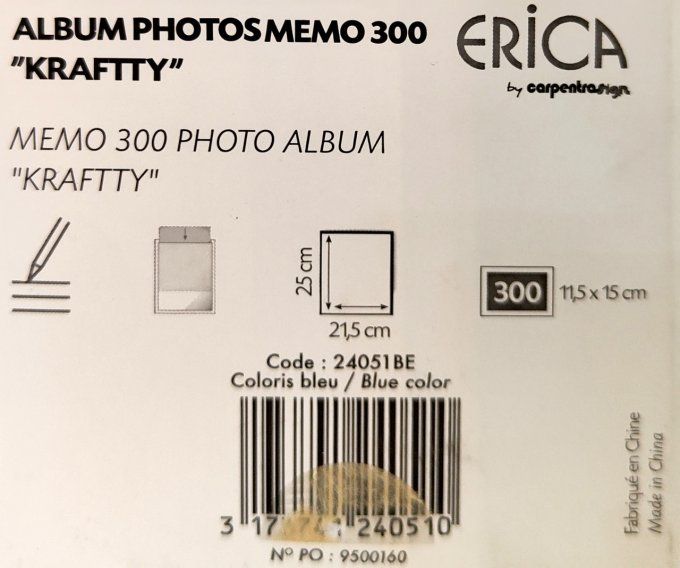 ALBUM PHOTOS MEMO 300
"KRAFTTY"
ERICA
by carpentrasign
MEMO 300 PHOTO ALBUM
"KRAFTTY"
25 cm
21,5 cm
300 11,5 x 15 cm
Code : 24051BE
Coloris bleu / Blue color
3 17 240510
N° PO : 9500160
Fabriqué en Chine
Made in China